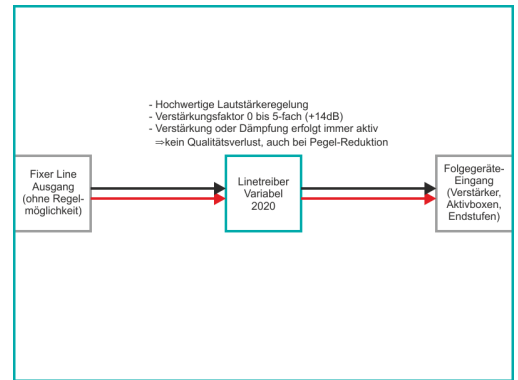 - Hochwertige Lautstärkeregelung
- Verstärkungsfaktor 0 bis 5-fach (+14dB)
- Verstärkung oder Dämpfung erfolgt immer aktiv
⇒kein Qualitätsverlust, auch bei Pegel-Reduktion
Fixer Line
Ausgang
(ohne Regel-
möglichkeit)
Linetreiber
Variabel
2020
Folgegeräte-
Eingang
(Verstärker,
Aktivboxen,
Endstufen)